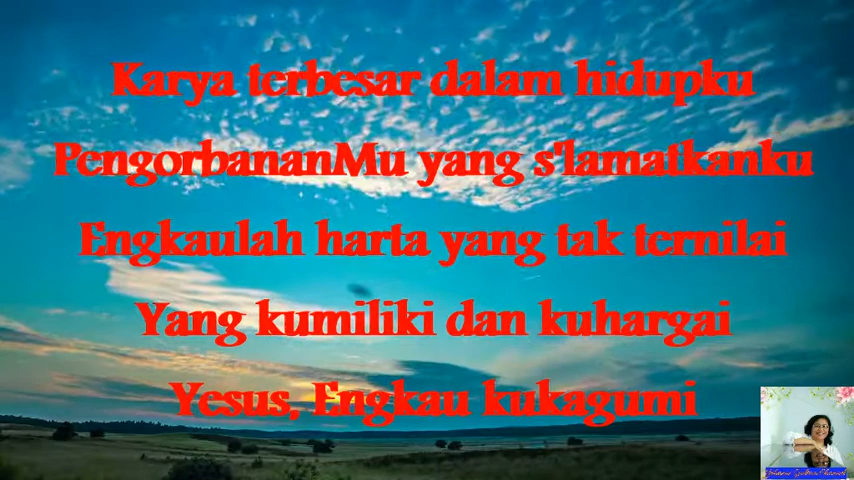 Karya terbesar dalam hidupku
PengorbananMu yang s'lamatkanku
Engkaulah harta yang tak ternilai
Yang kumiliki dan kuhargai
Yesus, Engkau kukagumi